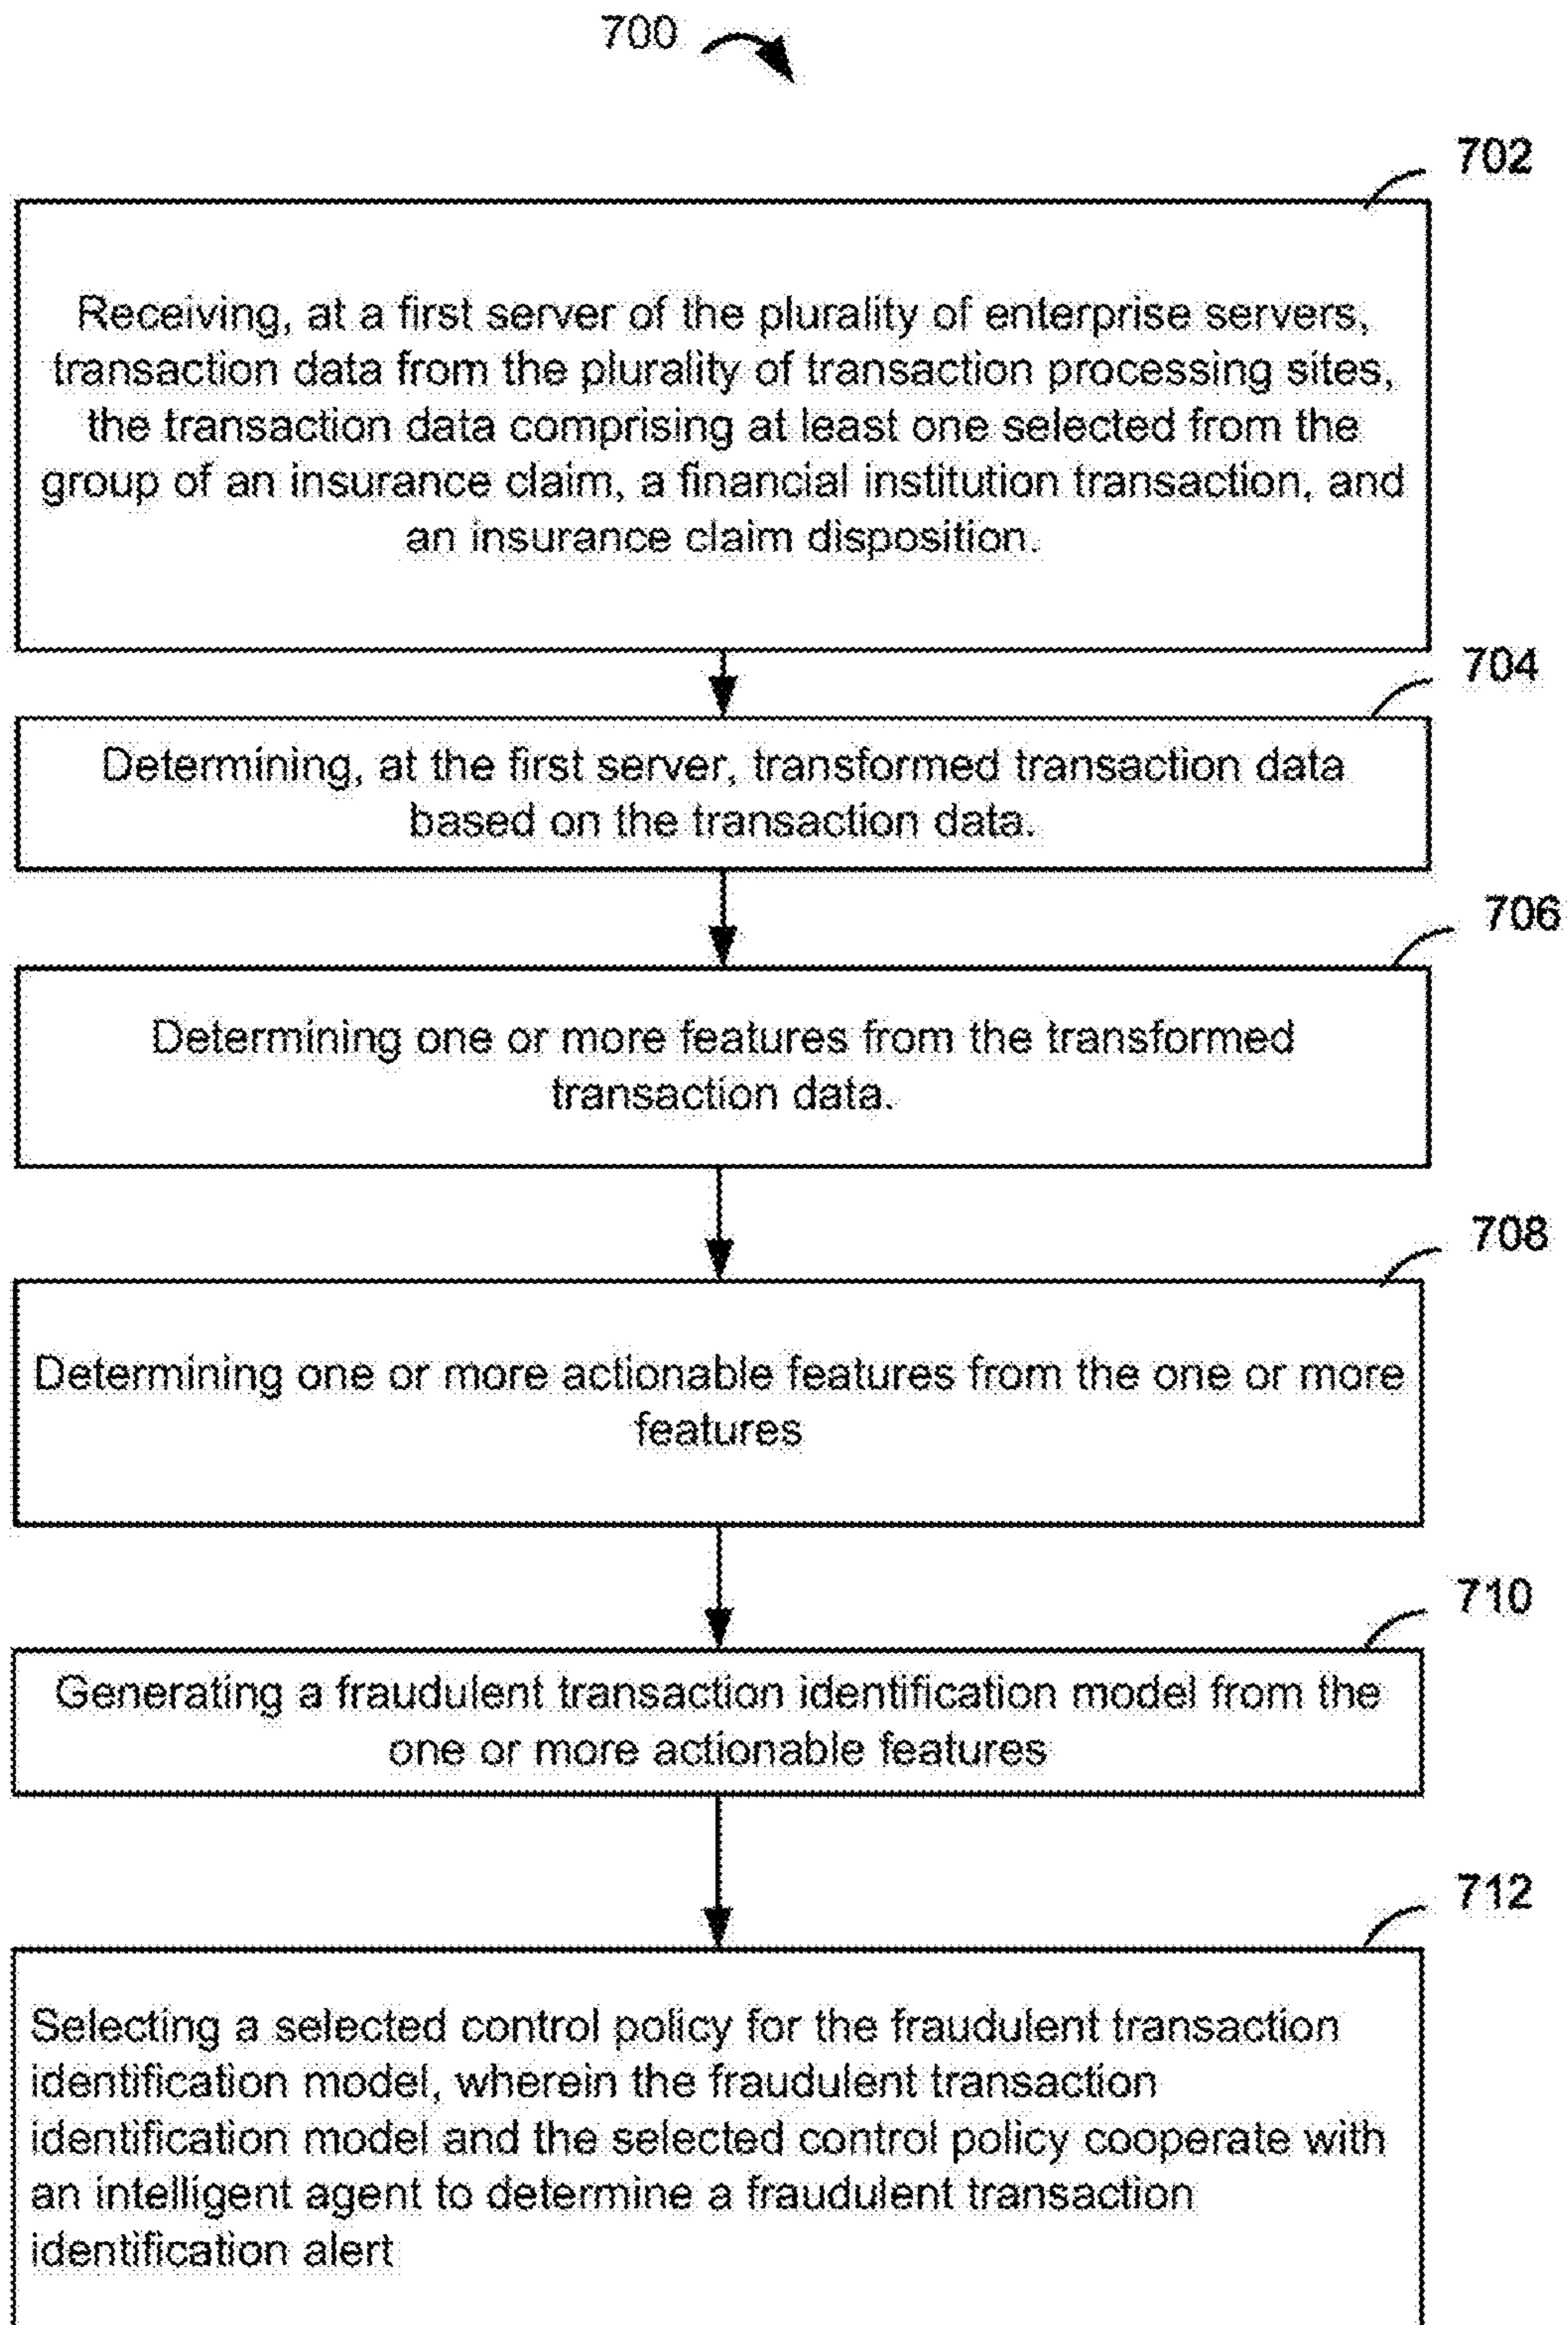 700
702
Receiving, at a first server of the plurality of enterprise servers,
transaction data from the plurality of transaction processing sites,
the transaction data comprising at least one selected from the
group of an insurance claim, a financial institution transaction, and
an insurance claim disposition.
704
Determining, at the first server, transformed transaction data
based on the transaction data.
706
Determining one or more features from the transformed
transaction data.
708
Determining one or more actionable features from the one or more
features
710
Generating a fraudulent transaction identification model from the
one or more actionable features
712
Selecting a selected control policy for the fraudulent transaction
identification model, wherein the fraudulent transaction
identification model and the selected control policy cooperate with
an intelligent agent to determine a fraudulent transaction
identification alert